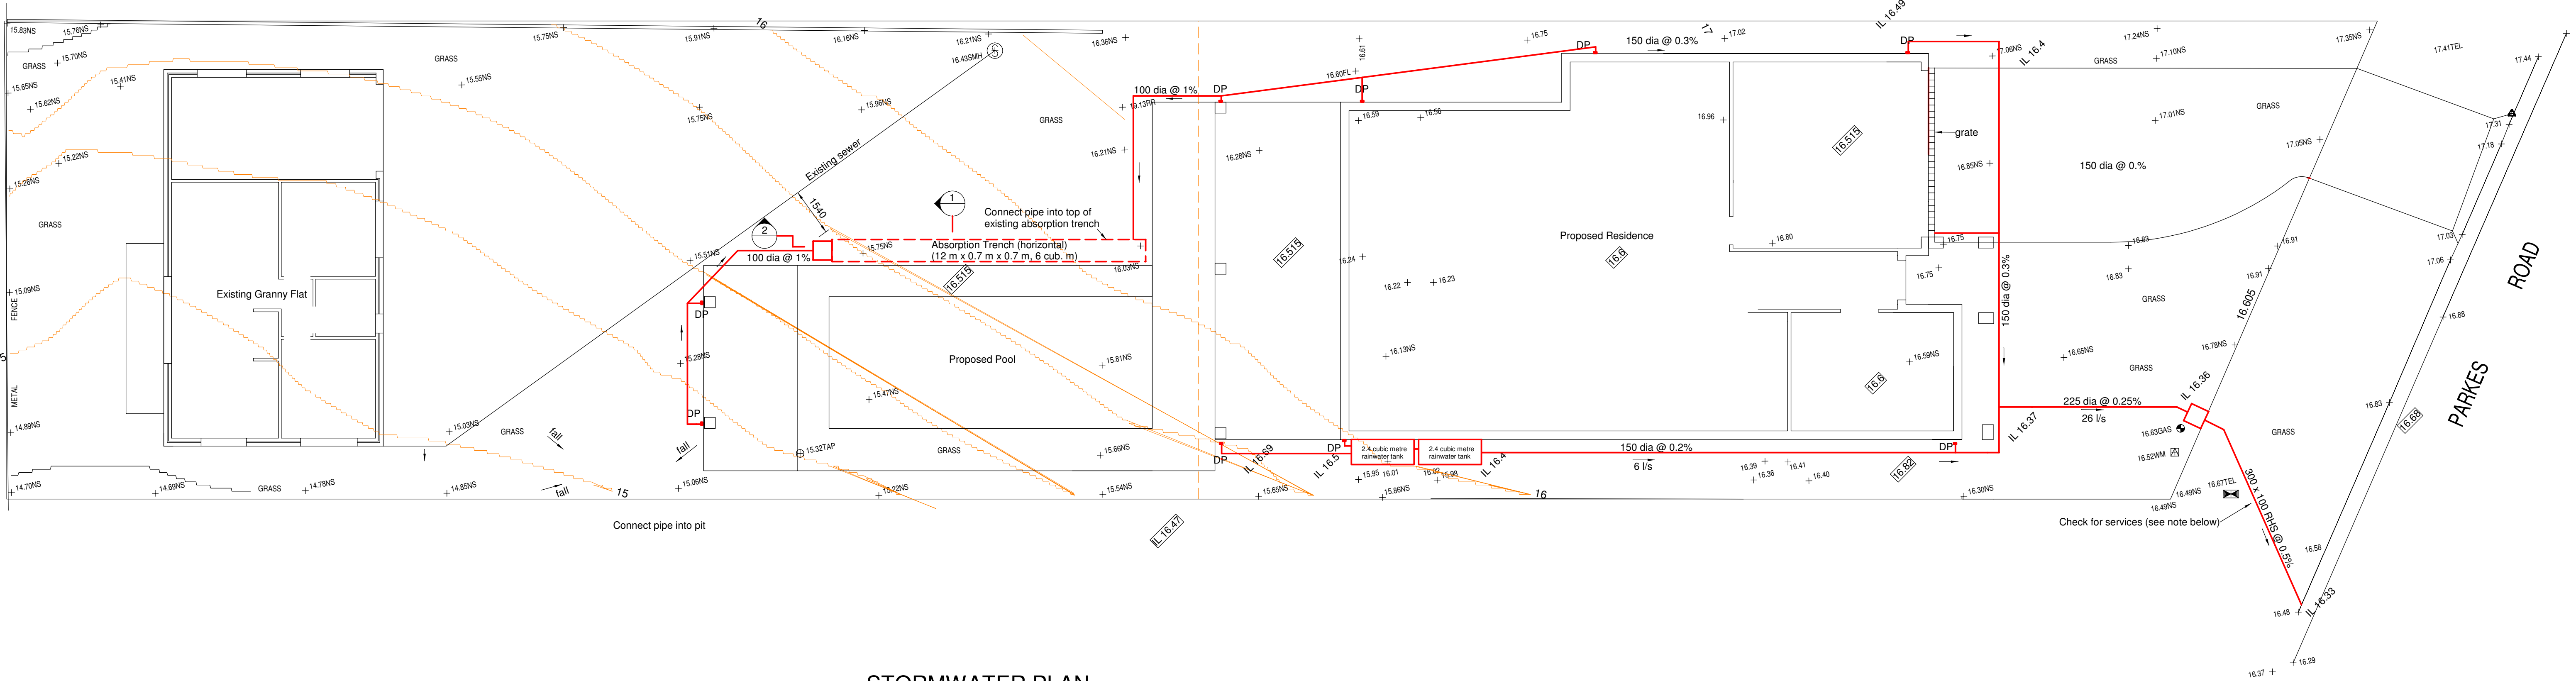 15.83NS
15.76NS
15.75NS
16
15.91NS
16.16NS
16.21NS
16.36NS
16.61
16.75
150 dia @ 0.3%
17
17.02
IL 16.49
17.24NS
17.35NS
17.41TEL
17.44
GRASS
15.70NS
15.41NS
GRASS
15.55NS
16.43SMH
S
DP
DP
17.06NS
IL 16.4
17.10NS
GRASS
15.65NS
15.62NS
15.75NS
15.96NS
GRASS
100 dia @ 1%
DP
16.60FL
DP
19.13RR
16.59
16.56
16.96
16.515
grate
17.01NS
GRASS
17.31
15.22NS
15.26NS
Existing sewer
16.21NS
16.28NS
16.85NS
150 dia @ 0.%
17.05NS
17.18
GRASS
1540
1
2
Connect pipe into top of
existing absorption trench
Absorption Trench (horizontal)
(12 m x 0.7 m x 0.7 m, 6 cub. m)
15.75NS
15.51NS
100 dia @ 1%
16.03NS
16.515
16.515
16.24
Proposed Residence
16.6
16.80
16.75
16.83
16.91
17.03
ROAD
15.09NS
FENCE
Existing Granny Flat
DP
16.22
16.23
16.75
150 dia @ 0.3%
16.83
16.91
17.06
GRASS
16.605
16.88
15.28NS
Proposed Pool
15.81NS
16.13NS
16.59NS
16.65NS
16.78NS
GRASS
METAL
15.47NS
16.6
IL 16.36
225 dia @ 0.25%
26 l/s
16.83
16.68
PARKES
14.89NS
15.03NS
GRASS
fall
DP
fall
15.32TAP
GRASS
15.66NS
DP
IL 16.69
IL 16.5
DP
2.4 cubic metre
rainwater tank
2.4 cubic metre
rainwater tank
IL 16.4
150 dia @ 0.2%
6 l/s
DP
IL 16.37
16.63GAS
16.52WM
GRASS
14.70NS
14.69NS
GRASS
14.78NS
14.85NS
fall
15
15.06NS
15.22NS
15.54NS
15.65NS
15.95
16.01
15.86NS
16.02
15.98
16
16.39
16.36
16.41
16.40
16.82
16.30NS
16.49NS
16.49NS
16.67TEL
Connect pipe into pit
IL 16.47
Check for services (see note below)
300 x 100 RHS @ 0.5%
16.58
16.48
IL 16.33
16.37
16.29
STORMWATER PLAN